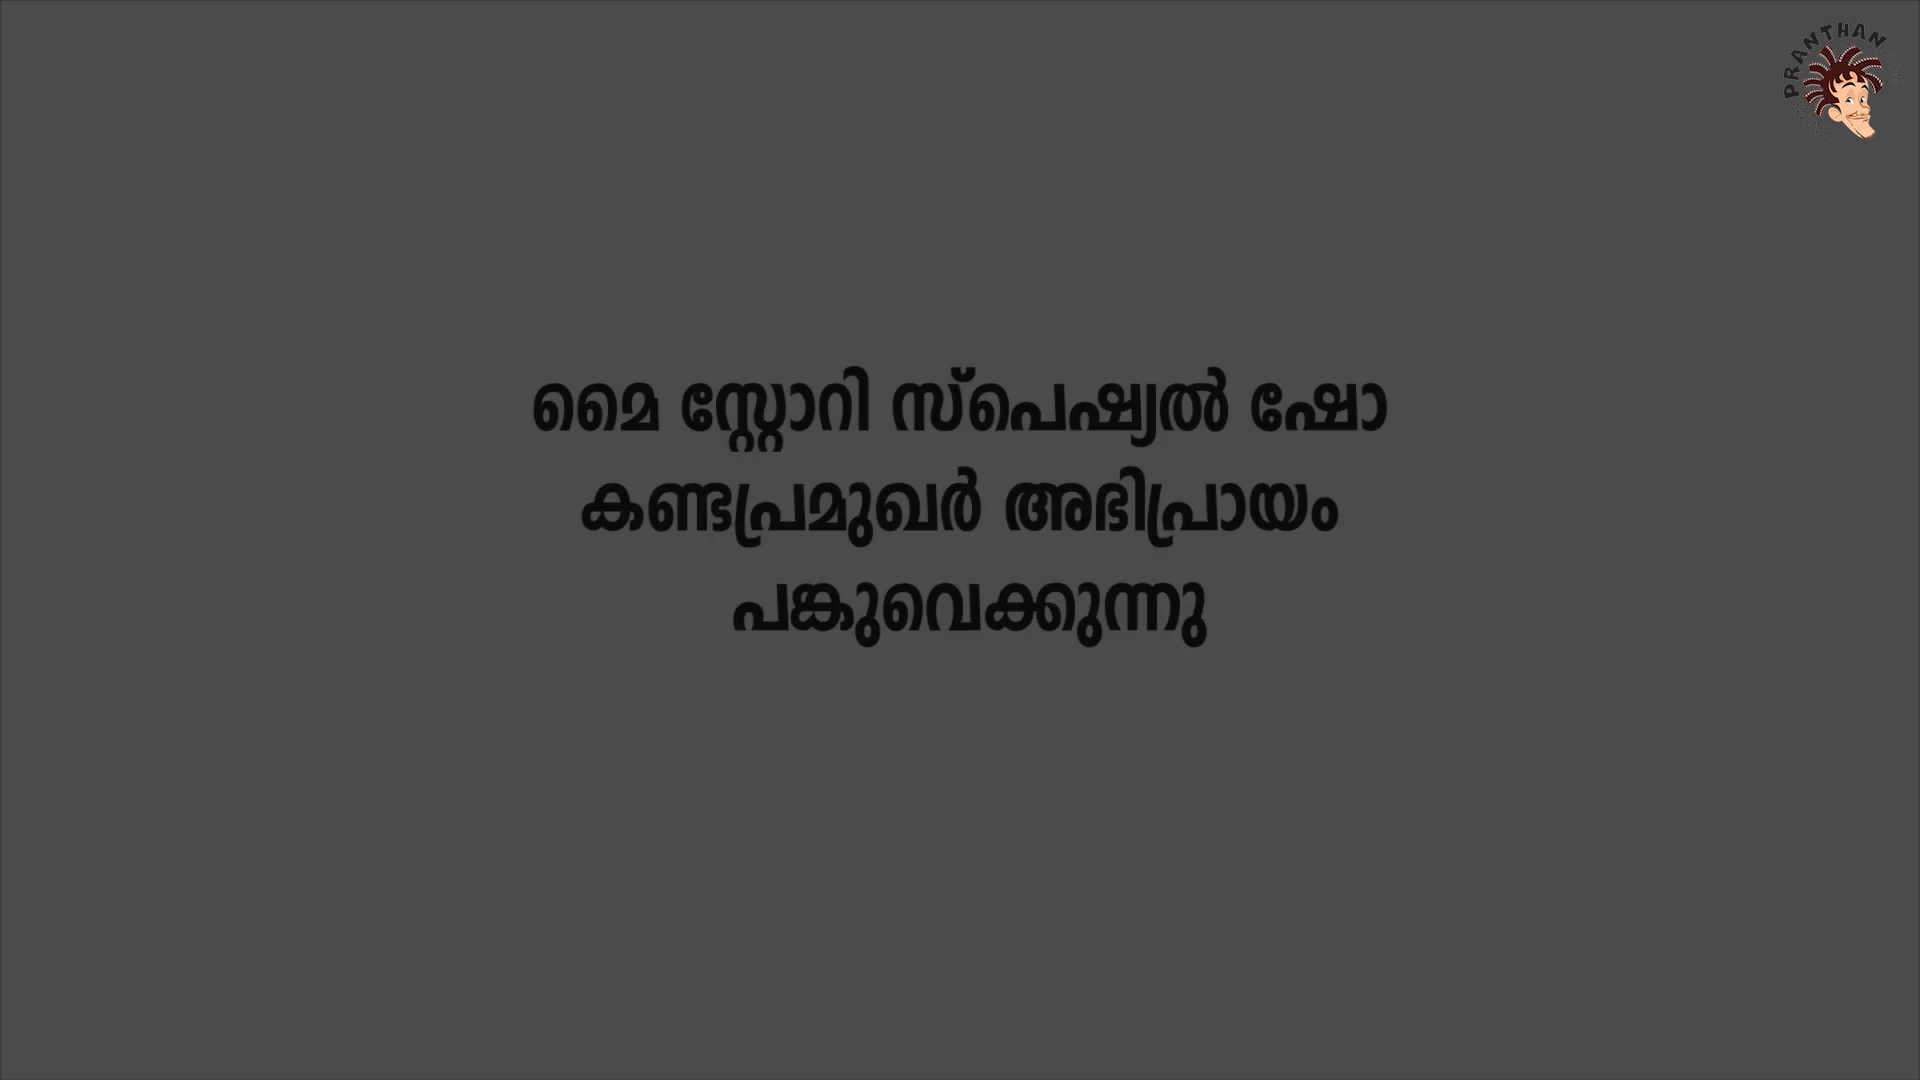 PRANTHAN
മൈ സ്റ്റോറി സ്പെഷ്യൽ ഷോ
കണ്ടപ്രമുഖർ അഭിപ്രായം
പങ്കുവെക്കുന്നു